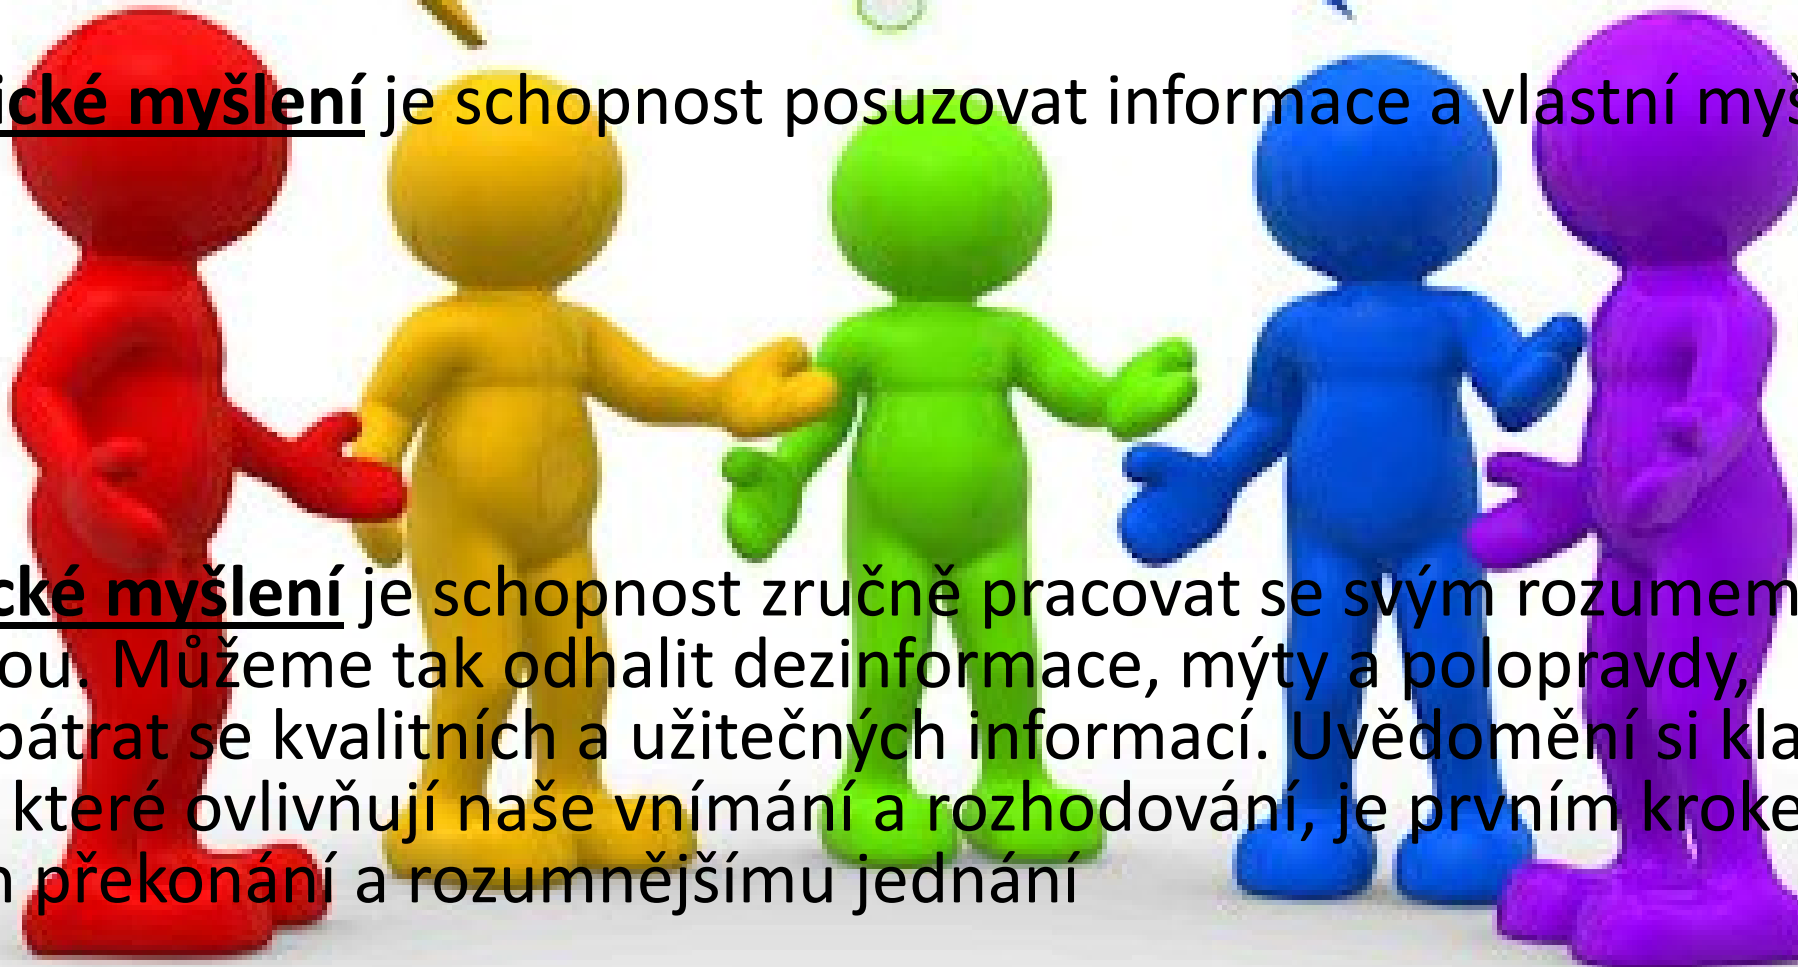 ické myšlení je schopnost posuzovat informace a vlastní myš
cké myšlení je schopnost zručně pracovat se svým rozumem
ou. Můžeme tak odhalit dezinformace, mýty a polopravdy,
pátrat se kvalitních a užitečných informací. Uvědomění si kla
které ovlivňují naše vnímání a rozhodování, je prvním kroke
překonání a rozumnějšímu jednání